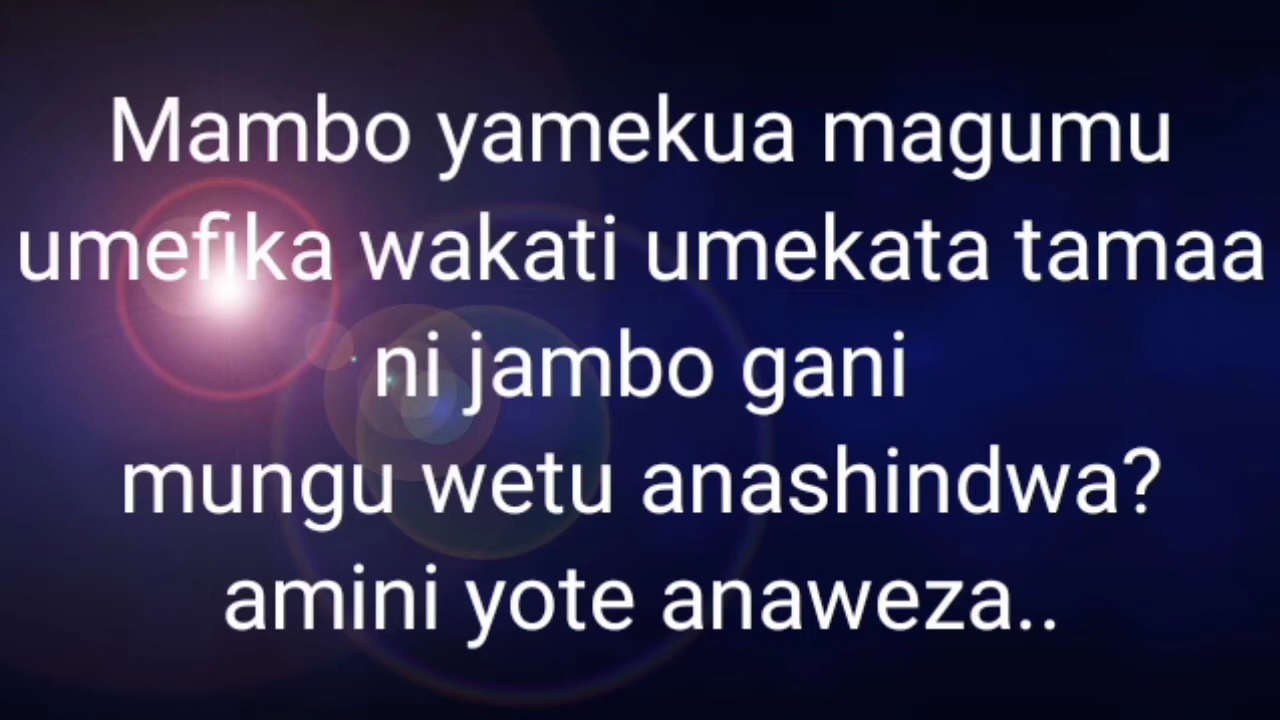 Mambo yamekua magumu
umefika wakati umekata tamaa
ni jambo gani
mungu wetu anashindwa?
amini yote anaweza..